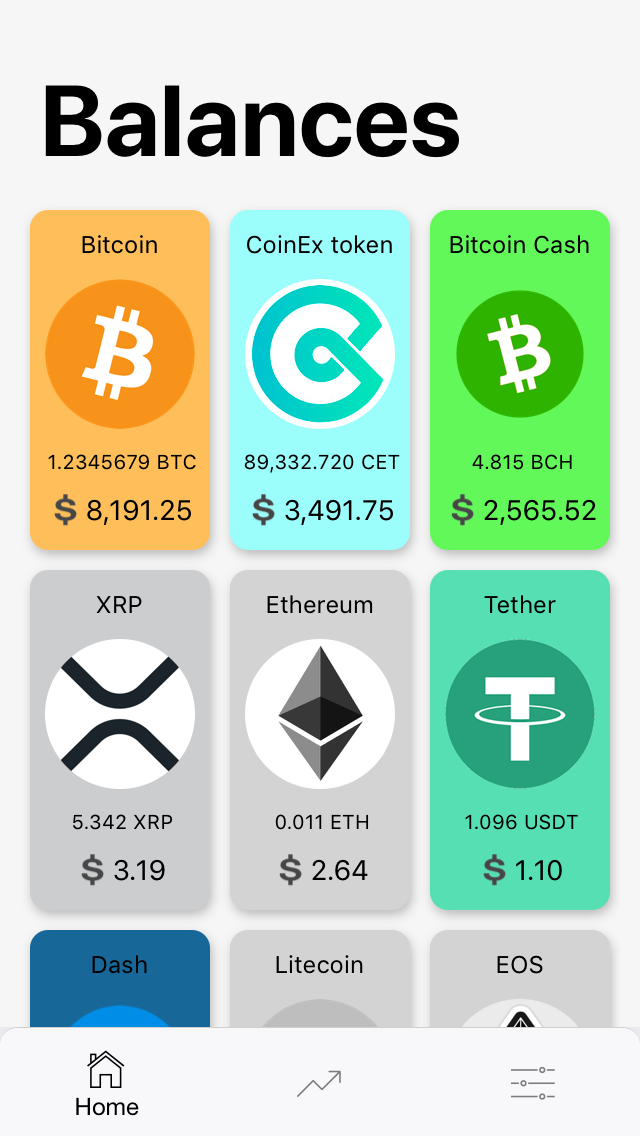 Balances
Bitcoin
CoinEx token
Bitcoin Cash
1.2345679 BTC
89,332.720 CET
4.815 BCH
$ 8,191.25
$ 3,491.75
$ 2,565.52
XRP
Ethereum
Tether
5.342 XRP
0.011 ETH
1.096 USDT
$ 3.19
$ 2.64
$ 1.10
Dash
Litecoin
EOS
Home